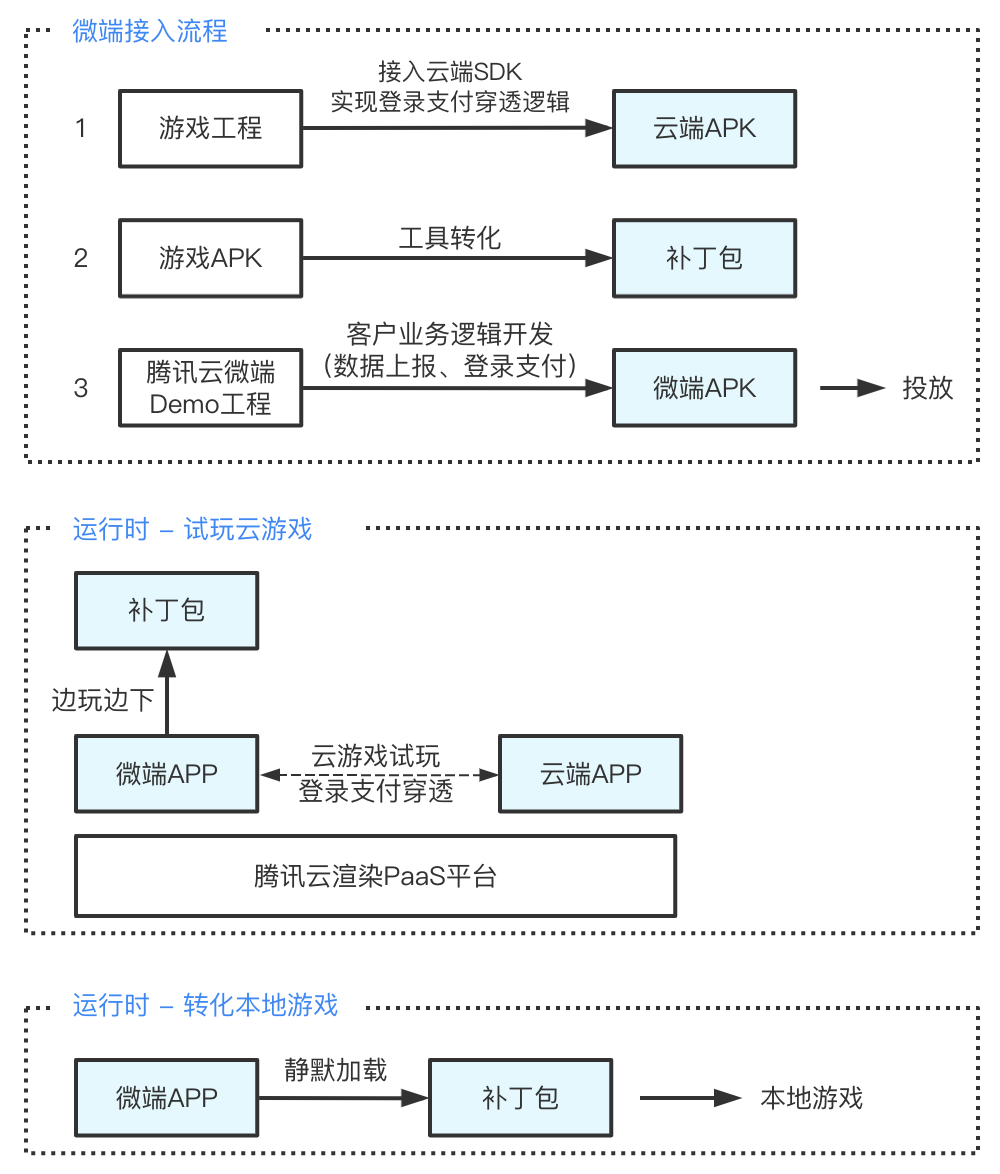 微端接入流程
接入云端SDK
实现登录支付穿透逻辑
1
游戏工程
云端APK
2
游戏APK
工具转化
补丁包
客户业务逻辑开发
（数据上报、登录支付）
3
腾讯云微端
Demo工程
微端APK
投放
运行时 – 试玩云游戏
补丁包
边玩边下
微端APP
云游戏试玩
登录支付穿透
云端APP
腾讯云渲染PaaS平台
运行时 – 转化本地游戏
微端APP
静默加载
补丁包
本地游戏